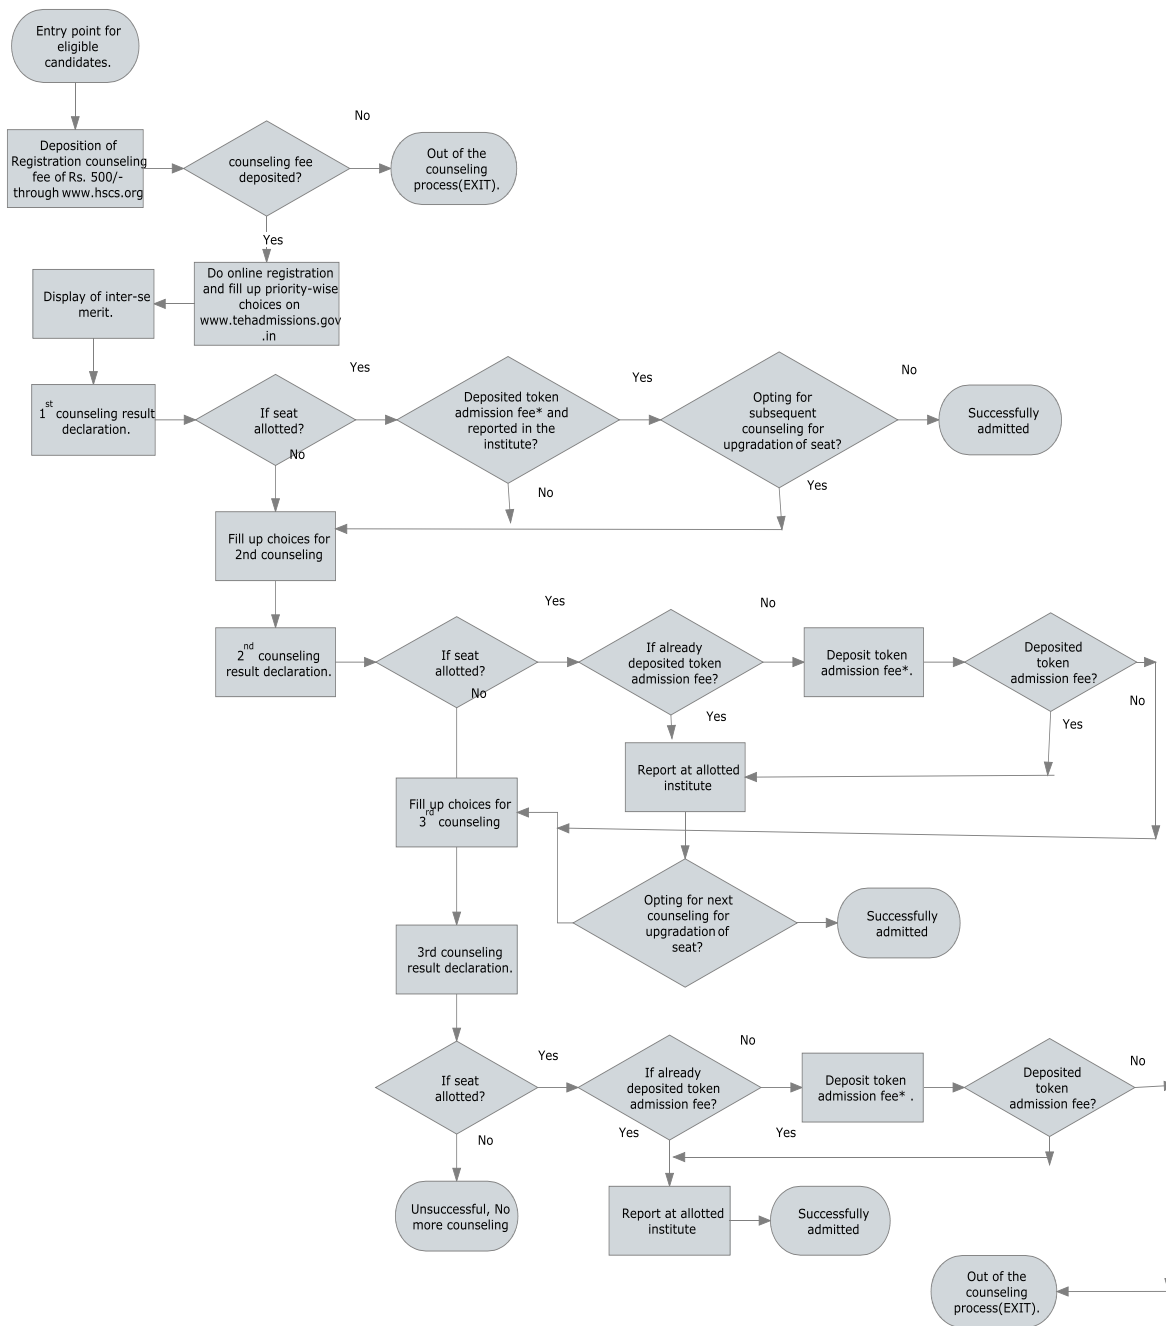 Entry point for
eligible
candidates.
No
Deposition of
Registration counseling
fee of Rs. 500/-
through www.hscs.org
counseling fee
deposited?
Out of the
counseling
process(EXIT).
Yes
Do online registration
and fill up priority-wise
choices on
www.tehadmissions.gov
.in
Display of inter-se
merit.
1st counseling result
declaration.
If seat
allotted?
Yes
No
Deposited token
admission fee* and
reported in the
institute?
Yes
No
Opting for
subsequent
counseling for
upgradation of seat?
No
Yes
Successfully
admitted
Fill up choices for
2nd counseling
2nd counseling
result declaration.
If seat
allotted?
Yes
No
If already
deposited token
admission fee?
No
Yes
Deposit token
admission fee*.
Deposited
token
admission fee?
No
Yes
Report at allotted
institute
Fill up choices for
3rd counseling
Opting for next
counseling for
upgradation of
seat?
Successfully
admitted
3rd counseling
result declaration.
If seat
allotted?
Yes
No
If already
deposited token
admission fee?
No
Yes
Deposit token
admission fee* .
Deposited
token
admission fee?
No
Yes
Unsuccessful, No
more counseling
Report at allotted
institute
Successfully
admitted
Out of the
counseling
process(EXIT).